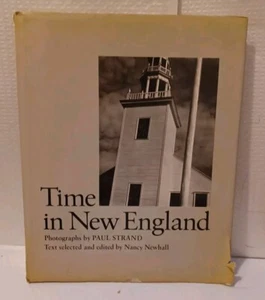 Time
in New England
Photographs by PAUL STRAND
Text selected and edited by Nancy Newhall